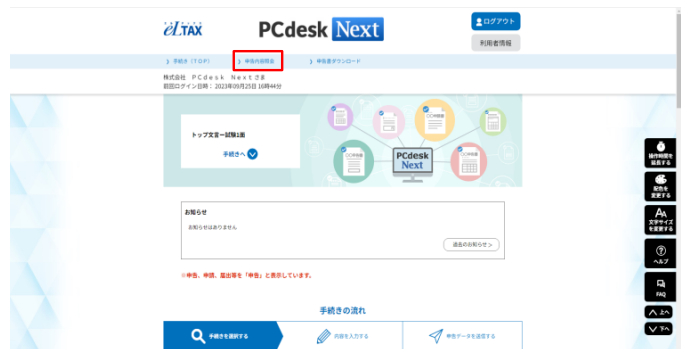 eLTAX
PCdesk Next
ログアウト
利用者情報
手続き（TOP）
申告内容照会
申告書ダウンロード
株式会社 PCdesk Nextさま
前回ログイン日時：2023年09月25日 16時44分
トップ文言ー試験1面
手続きへ
PCdesk
Next
お知らせ
お知らせはありません
過去のお知らせ＞
※申告、申請、届出等を「申告」と表示しています。
手続きの流れ
手続きを選択する
内容を入力する
申告データを送信する
操作時間を
延長する
配色を
変更する
文字サイズ
を変更する
ヘルプ
FAQ
上へ
下へ